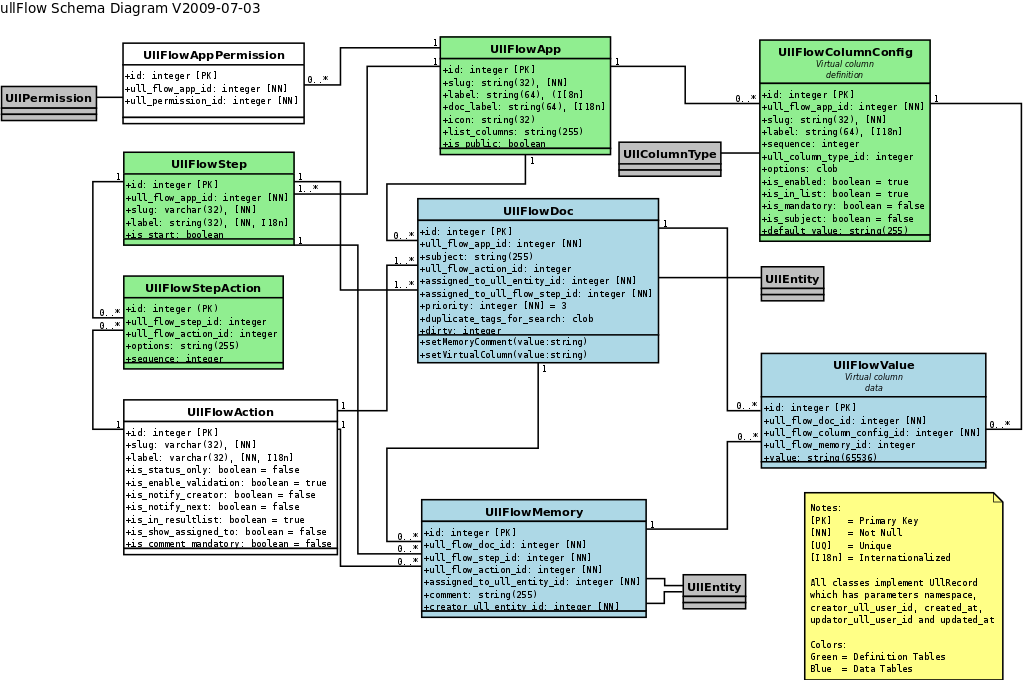 ullFlow Schema Diagram V2009-07-03
UllFlowAppPermission
+id: integer [PK]
+ull_flow_app_id: integer [NN]
+ull_permission_id: integer [NN]
UllPermission
UllFlowApp
+id: integer [PK]
+slug: string(32), [NN]
+label: string(64), [I18n]
+doc_label: string(64), [I18n]
+icon: string(32)
+list_columns: string(255)
+is_public: boolean
UllFlowColumnConfig
Virtual column
definition
+id: integer [PK]
+ull_flow_app_id: integer [NN]
+slug: string(32), [NN]
+label: string(64), [I18n]
+sequence: integer
+ull_column_type_id: integer
+options: clob
+is_enabled: boolean = true
+is_in_list: boolean = true
+is_mandatory: boolean = false
+is_subject: boolean = false
+default_value: string(255)
UllColumnType
UllFlowStep
+id: integer [PK]
+ull_flow_app_id: integer [NN]
+slug: varchar(32), [NN]
+label: string(32), [NN, I18n]
+is_start: boolean
UllFlowDoc
+id: integer [PK]
+ull_flow_app_id: integer [NN]
+subject: string(255)
+ull_flow_action_id: integer
+assigned_to_ull_entity_id: integer [NN]
+assigned_to_ull_flow_step_id: integer [NN]
+priority: integer [NN] = 3
+duplicate_tags_for_search: clob
+dirty: integer
+setMemoryComment(value:string)
+setVirtualColumn(value:string)
UllEntity
UllFlowStepAction
+id: integer (PK)
+ull_flow_step_id: integer
+ull_flow_action_id: integer
+options: string(255)
+sequence: integer
UllFlowValue
Virtual column
data
+id: integer [PK]
+ull_flow_doc_id: integer [NN]
+ull_flow_column_config_id: integer [NN]
+ull_flow_memory_id: integer
+value: string(65536)
UllFlowAction
+id: integer [PK]
+slug: varchar(32), [NN]
+label: varchar(32), [NN, I18n]
+is_status_only: boolean = false
+is_enable_validation: boolean = true
+is_notify_creator: boolean = false
+is_notify_next: boolean = false
+is_in_resultlist: boolean = true
+is_show_assigned_to: boolean = false
+is_comment_mandatory: boolean = false
UllFlowMemory
+id: integer [PK]
+ull_flow_doc_id: integer [NN]
+ull_flow_step_id: integer [NN]
+ull_flow_action_id: integer [NN]
+assigned_to_ull_entity_id: integer [NN]
+comment: string(255)
+creator_ull_entity_id: integer [NN]
UllEntity
Notes:
[PK] = Primary Key
[NN] = Not Null
[UQ] = Unique
[I18n] = Internationalized
All classes implement UllRecord
which has parameters namespace,
creator_ull_user_id, created_at,
updator_ull_user_id and updated_at
Colors:
Green = Definition Tables
Blue = Data Tables
1
0..*
1
1..*
1
0..*
1
0..*
1
0..*
1
0..*
1
0..*
1
1..*
1
0..*
1
1..*
1
0..*
1
0..*
1
0..*
1
0..*